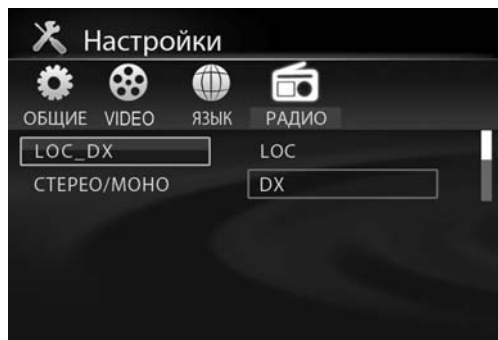 Настройки
ОБЩИЕ VIDEO ЯЗЫК РАДИО
LOC_DX LOC
СТЕРЕО/МОНО DX